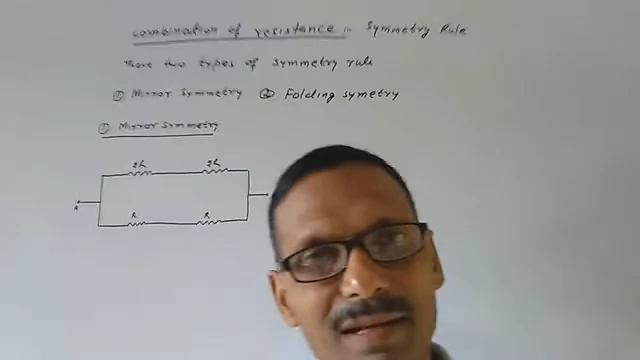 combination of resistance in Symmetry Rule
There two types of symmetry rule
① Mirror symmetry ② Folding symetry
① Mirror symmetry
2R 2R
A
R R